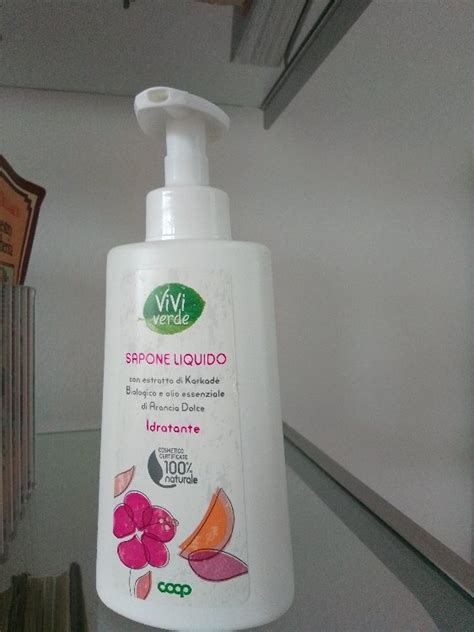 ViVi
verde
SAPONE LIQUIDO
con estratto di Karkadè
Biologico e olio essenziale
di Arancia Dolce
Idratante
COSMETICO
CERTIFICATO
100%
naturale
coop